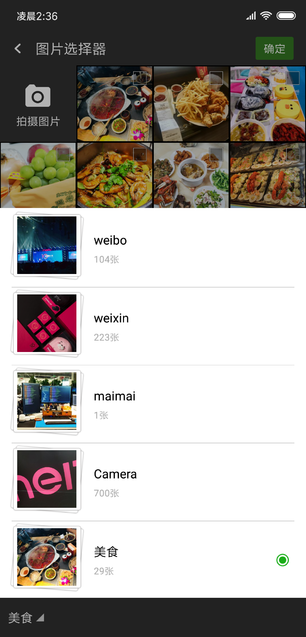 凌晨2:36
图片选择器
确定
拍摄图片
weibo
104张
weixin
223张
maimai
1张
Camera
700张
美食
29张
美食